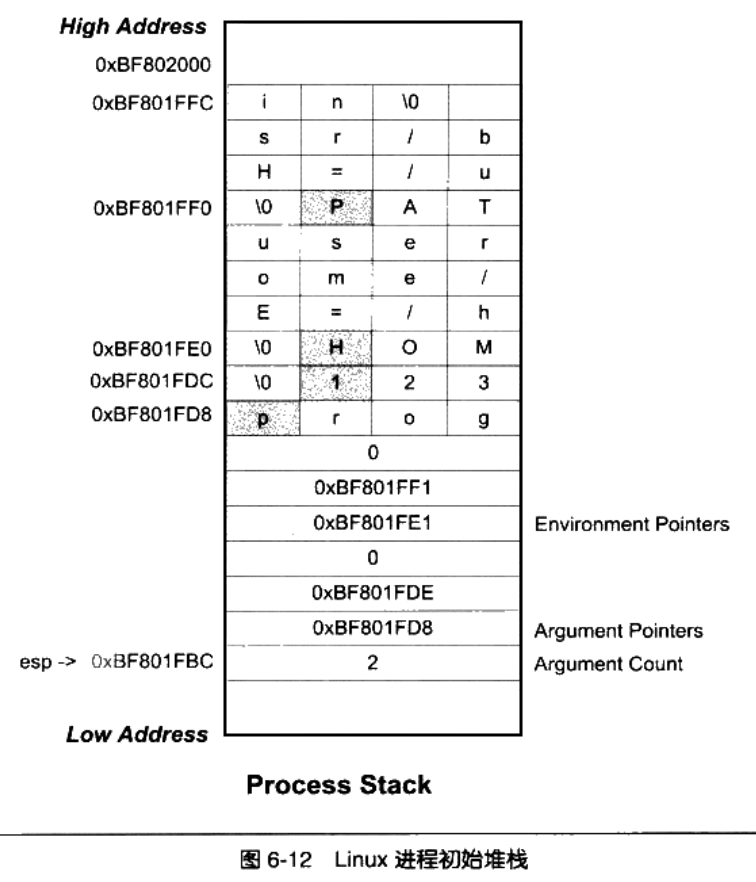 High Address
0xBF802000
0xBF801FFC i n \0
s r / b
H = / u
0xBF801FF0 \0 P A T
u s e r
o m e /
E = / h
0xBF801FE0 \0 H O M
0xBF801FDC \0 1 2 3
0xBF801FD8 p r o g
0
0xBF801FF1
0xBF801FE1 Environment Pointers
0
0xBF801FDE
0xBF801FD8 Argument Pointers
esp -> 0xBF801FBC 2 Argument Count
Low Address
Process Stack
图 6-12 Linux 进程初始堆栈